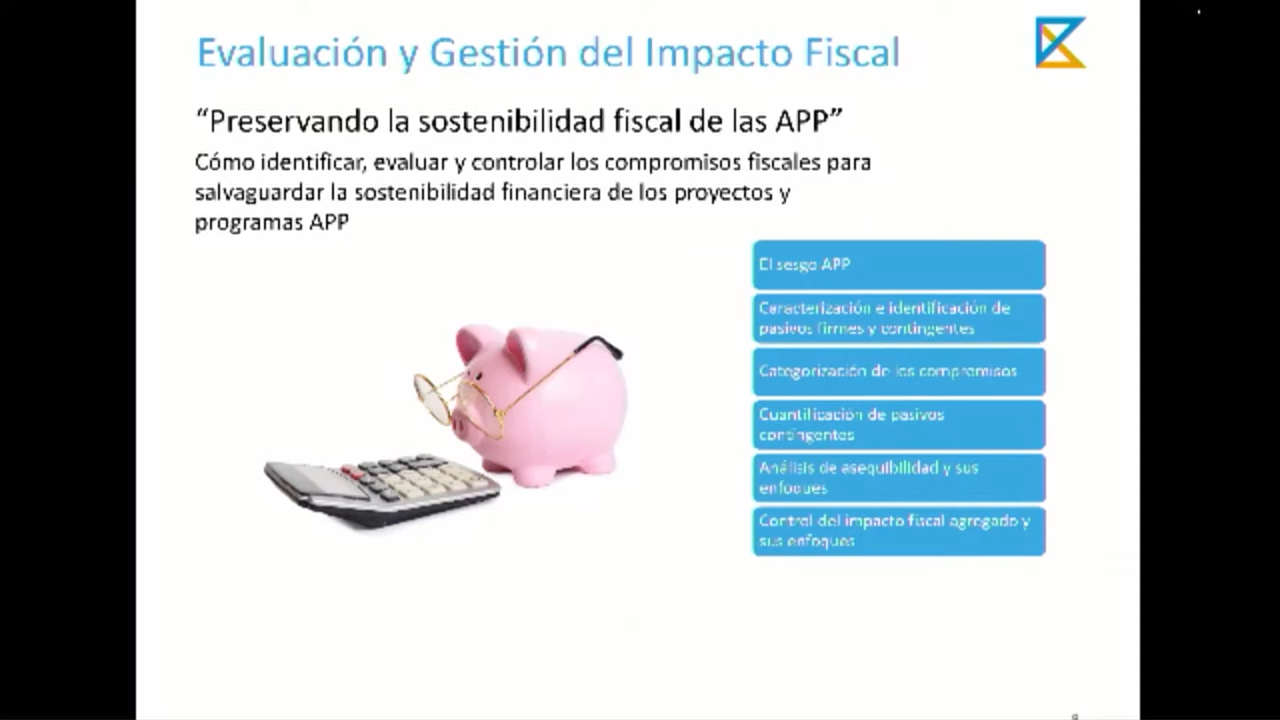 Evaluación y Gestión del Impacto Fiscal
“Preservando la sostenibilidad fiscal de las APP”
Cómo identificar, evaluar y controlar los compromisos fiscales para
salvaguardar la sostenibilidad financiera de los proyectos y
programas APP
El sesgo APP
Caracterización e identificación de
pasivos firmes y contingentes
Categorización de los compromisos
Cuantificación de pasivos
contingentes
Análisis de asequibilidad y sus
enfoques
Control del impacto fiscal agregado y
sus enfoques